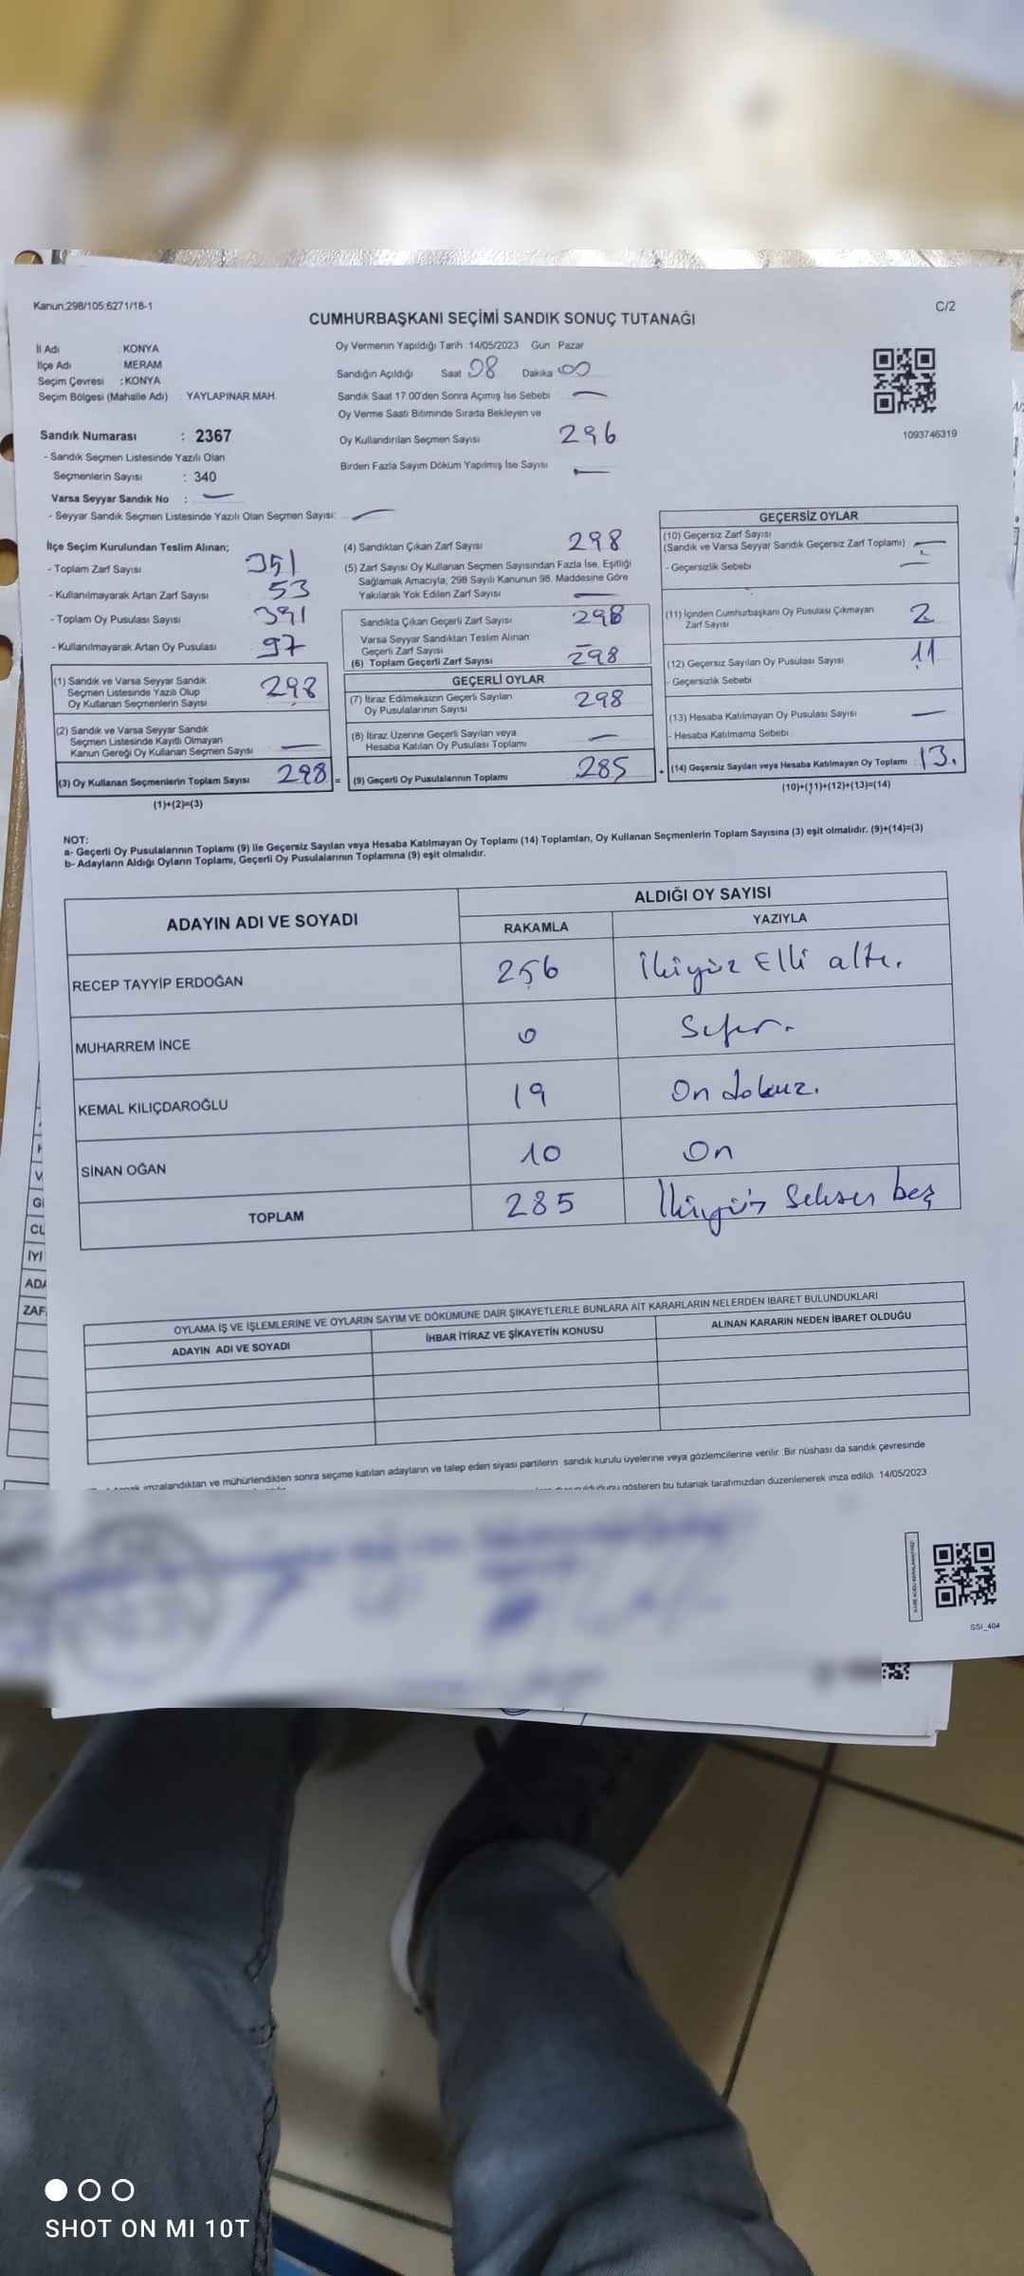 Kanun:298/105,6271/18-1
C/2
CUMHURBAŞKANI SEÇİMİ SANDIK SONUÇ TUTANAĞI
İl Adı : KONYA
İlçe Adı : MERAM
Seçim Çevresi : KONYA
Seçim Bölgesi (Mahalle Adı) YAYLAPINAR MAH.
Sandık Numarası : 2367
- Sandık Seçmen Listesinde Yazılı Olan
Seçmenlerin Sayısı : 340
Varsa Seyyar Sandık No : —
- Seyyar Sandık Seçmen Listesinde Yazılı Olan Seçmen Sayısı: —
Oy Vermenin Yapıldığı Tarih :14/05/2023 Gün : Pazar
Sandığın Açıldığı Saat 08 Dakika 00
Sandık Saat 17.00'den Sonra Açımış İse Sebebi —
Oy Verme Saati Bitiminde Sırada Bekleyen ve
Oy Kullandırılan Seçmen Sayısı 296
Birden Fazla Sayım Döküm Yapılmış İse Sayısı —
1093746319
İlçe Seçim Kurulundan Teslim Alınan;
- Toplam Zarf Sayısı 351
- Kullanılmayarak Artan Zarf Sayısı 53
- Toplam Oy Pusulası Sayısı 391
- Kullanılmayarak Artan Oy Pusulası 97
(1) Sandık ve Varsa Seyyar Sandık
Seçmen Listesinde Yazılı Olup
Oy Kullanan Seçmenlerin Sayısı 298
(2) Sandık ve Varsa Seyyar Sandık
Seçmen Listesinde Kayıtlı Olmayan
Kanun Gereği Oy Kullanan Seçmen Sayısı —
(3) Oy Kullanan Seçmenlerin Toplam Sayısı 298 =
(1)+(2)=(3)
(4) Sandıktan Çıkan Zarf Sayısı 298
(5) Zarf Sayısı Oy Kullanan Seçmen Sayısından Fazla İse, Eşitliği
Sağlamak Amacıyla, 298 Sayılı Kanunun 98. Maddesine Göre
Yakılarak Yok Edilen Zarf Sayısı —
Sandıkta Çıkan Geçerli Zarf Sayısı 298
Varsa Seyyar Sandıktan Teslim Alınan
Geçerli Zarf Sayısı —
(6) Toplam Geçerli Zarf Sayısı 298
GEÇERLİ OYLAR
(7) İtiraz Edilmeksizin Geçerli Sayılan
Oy Pusulalarının Sayısı 298
(8) İtiraz Üzerine Geçerli Sayılan veya
Hesaba Katılan Oy Pusulası Toplamı —
(9) Geçerli Oy Pusulalarının Toplamı 285 +
GEÇERSİZ OYLAR
(10) Geçersiz Zarf Sayısı
(Sandık ve Varsa Seyyar Sandık Geçersiz Zarf Toplamı) —
- Geçersizlik Sebebi —
(11) İçinden Cumhurbaşkanı Oy Pusulası Çıkmayan
Zarf Sayısı 2
(12) Geçersiz Sayılan Oy Pusulası Sayısı 11
- Geçersizlik Sebebi
(13) Hesaba Katılmayan Oy Pusulası Sayısı —
- Hesaba Katılmama Sebebi
(14) Geçersiz Sayılan veya Hesaba Katılmayan Oy Toplamı : 13.
(10)+(11)+(12)+(13)=(14)
NOT:
a- Geçerli Oy Pusulalarının Toplamı (9) ile Geçersiz Sayılan veya Hesaba Katılmayan Oy Toplamı (14) Toplamları, Oy Kullanan Seçmenlerin Toplam Sayısına (3) eşit olmalıdır. (9)+(14)=(3)
b- Adayların Aldığı Oyların Toplamı, Geçerli Oy Pusulalarının Toplamına (9) eşit olmalıdır.
ADAYIN ADI VE SOYADI
ALDIĞI OY SAYISI
RAKAMLA YAZIYLA
RECEP TAYYİP ERDOĞAN 256 İkiyüz Elli altı.
MUHARREM İNCE 0 Sıfır.
KEMAL KILIÇDAROĞLU 19 On dokuz.
SİNAN OĞAN 10 On
TOPLAM 285 İkiyüz Seksen beş
OYLAMA İŞ VE İŞLEMLERİNE VE OYLARIN SAYIM VE DÖKÜMÜNE DAİR ŞİKAYETLERLE BUNLARA AİT KARARLARIN NELERDEN İBARET BULUNDUKLARI
ADAYIN ADI VE SOYADI İHBAR İTİRAZ VE ŞİKAYETİN KONUSU ALINAN KARARIN NEDEN İBARET OLDUĞU
imzalandıktan ve mühürlendikten sonra seçime katılan adayların ve talep eden siyasi partilerin sandık kurulu üyelerine veya gözlemcilerine verilir. Bir nüshası da sandık çevresinde
gösteren bu tutanak tarafımızdan düzenlenerek imza edildi. 14/05/2023
SSI_404
V
Gİ
CL
İYİ
ADA
ZAF
SHOT ON MI 10T